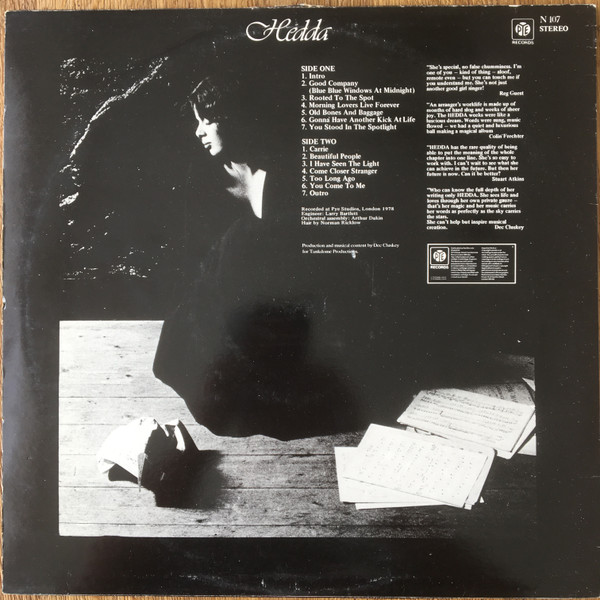 Hedda
PYE
RECORDS
N 107
STEREO
SIDE ONE
1. Intro
2. Good Company
(Blue Blue Windows At Midnight)
3. Rooted To The Spot
4. Morning Lovers Live Forever
5. Old Bones And Baggage
6. Gonna Have Another Kick At Life
7. You Stood In The Spotlight
SIDE TWO
1. Carrie
2. Beautiful People
3. I Have Seen The Light
4. Come Closer Stranger
5. Too Long Ago
6. You Come To Me
7. Outro
Recorded at Pye Studios, London 1978
Engineer: Larry Bartlett
Orchestral assembly: Arthur Dakin
Hair by Norman Ricklow
Production and musical content by Dec Cluskey
for Tunkulone Productions.
"She's special, no false chumminess. I'm
one of you – kind of thing – aloof,
remote even – but you can touch me if
you understand me. She's not just
another good girl singer!
Reg Guest
"An arranger's worklife is made up of
months of hard slog and weeks of sheer
joy. The HEDDA works were like a
luscious dream. Words were sung, music
flowed – we had a quiet and luxurious
ball making a magical album
Colin Frechter
"HEDDA has the rare quality of being
able to put the meaning of the whole
chapter into one line. She's so easy to
work with. I can't wait to see what she
can achieve in the future. But then her
future is now. Can it be better?
Stuart Atkins
"Who can know the full depth of her
writing only HEDDA. She sees life and
loves through her own private gauze –
that's her magic and her music carries
her words as perfectly as the sky carries
the stars.
She can't help but inspire musical
creation. Dec Cluskey
PYE
RECORDS